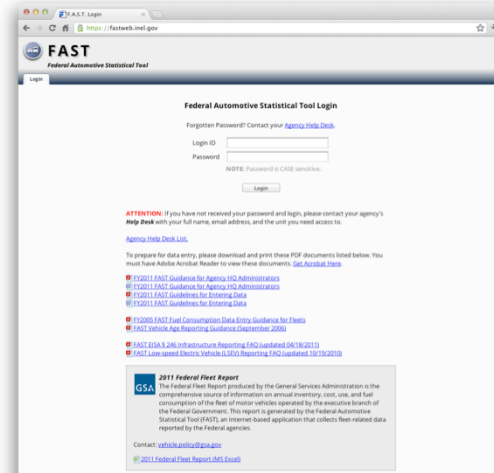 F.A.S.T. Login
https://fastweb.inel.gov
FAST
Federal Automotive Statistical Tool
Login
Federal Automotive Statistical Tool Login
Forgotten Password? Contact your Agency Help Desk.
Login ID
Password
NOTE: Password is CASE sensitive.
Login
ATTENTION: If you have not received your password and login, please contact your agency's
Help Desk with your full name, email address, and the unit you need access to.
Agency Help Desk List.
To prepare for data entry, please download and print these PDF documents listed below. You
must have Adobe Acrobat Reader to view these documents. Get Acrobat Here.
FY2011 FAST Guidance for Agency HQ Administrators
FY2011 FAST Guidance for Agency HQ Administrators
FY2011 FAST Guidelines for Entering Data
FY2011 FAST Guidelines for Entering Data
FY2005 FAST Fuel Consumption Data Entry Guidance for Fleets
FAST Vehicle Age Reporting Guidance (September 2006)
FAST EISA § 246 Infrastructure Reporting FAQ (updated 04/18/2011)
FAST Low-speed Electric Vehicle (LSEV) Reporting FAQ (updated 10/15/2010)
GSA
2011 Federal Fleet Report
The Federal Fleet Report produced by the General Services Administration is the
comprehensive source of information on annual inventory, cost, use, and fuel
consumption of the fleet of motor vehicles operated by the executive branch of
the Federal Government. This report is generated by the Federal Automotive
Statistical Tool (FAST), an Internet-based application that collects fleet-related data
reported by the Federal agencies.
Contact: vehicle.policy@gsa.gov
2011 Federal Fleet Report (MS Excel)